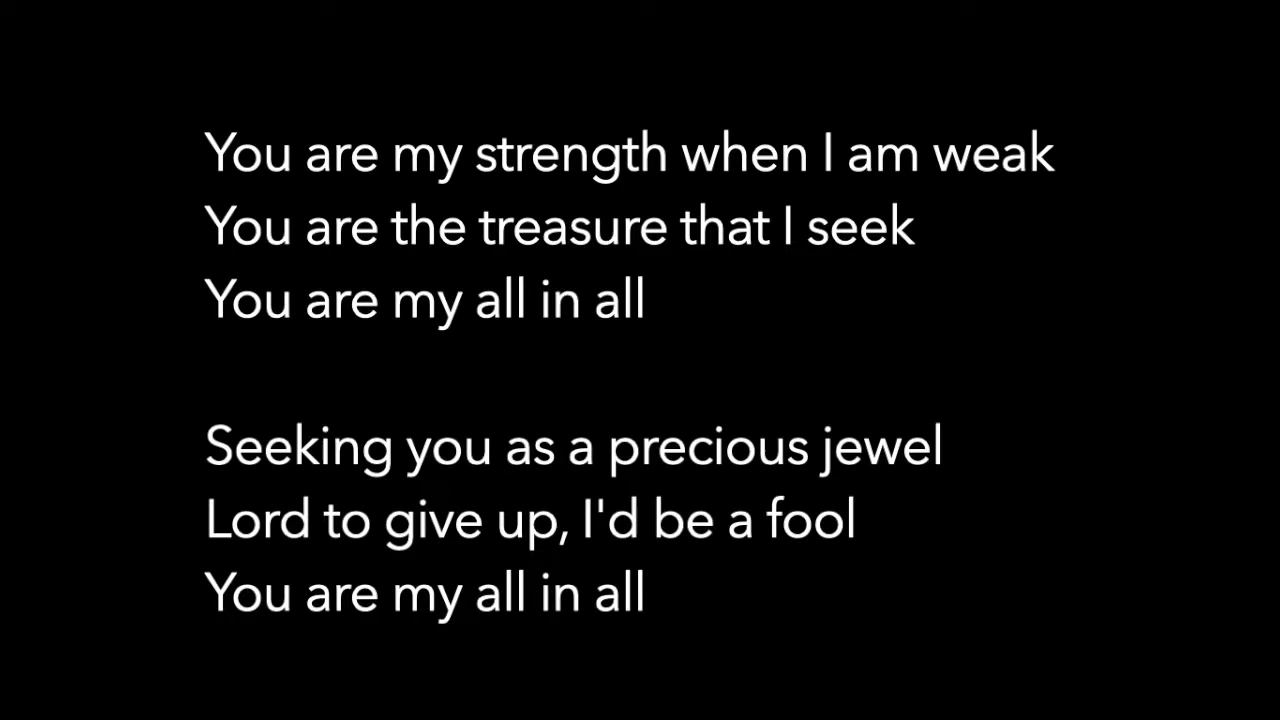 You are my strength when I am weak
You are the treasure that I seek
You are my all in all
Seeking you as a precious jewel
Lord to give up, I'd be a fool
You are my all in all